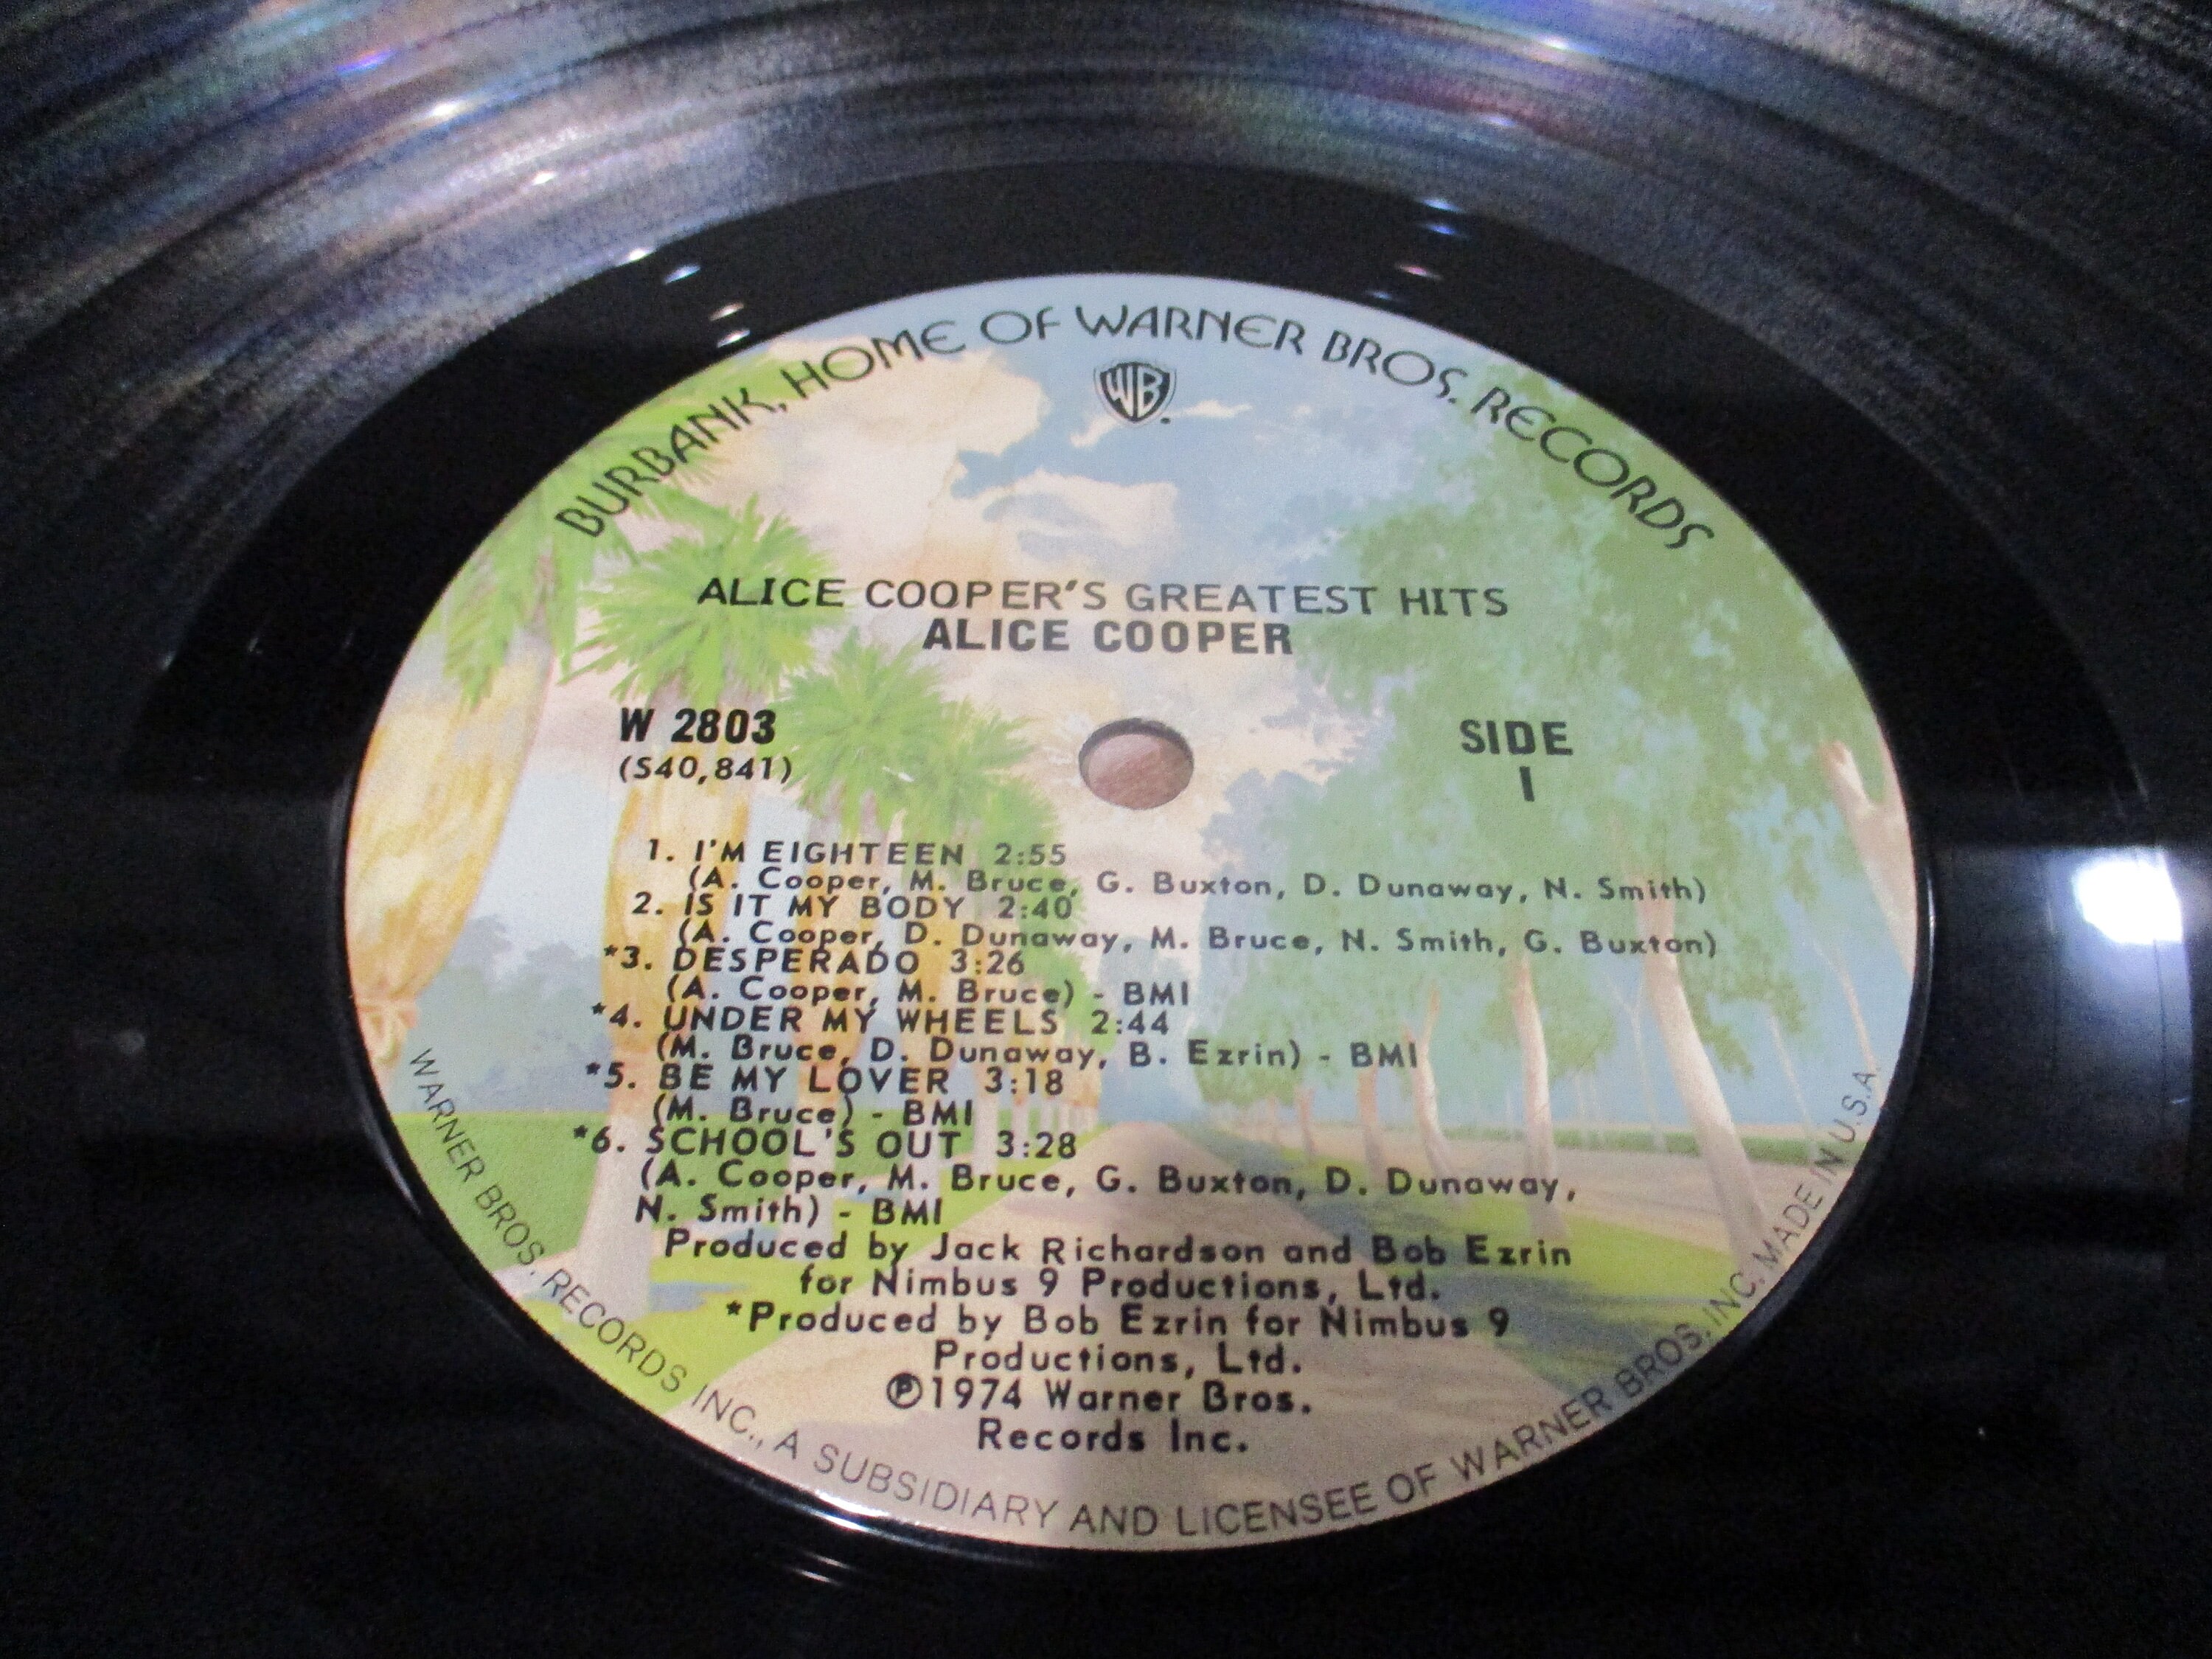 BURBANK, HOME OF WARNER BROS. RECORDS
WB
ALICE COOPER'S GREATEST HITS
ALICE COOPER
W 2803
(S40,841)
SIDE
1
1. I'M EIGHTEEN 2:55
(A. Cooper, M. Bruce, G. Buxton, D. Dunaway, N. Smith)
2. IS IT MY BODY 2:40
(A. Cooper, D. Dunaway, M. Bruce, N. Smith, G. Buxton)
*3. DESPERADO 3:26
(A. Cooper, M. Bruce) - BMI
*4. UNDER MY WHEELS 2:44
(M. Bruce, D. Dunaway, B. Ezrin) - BMI
*5. BE MY LOVER 3:18
(M. Bruce) - BMI
*6. SCHOOL'S OUT 3:28
(A. Cooper, M. Bruce, G. Buxton, D. Dunaway,
N. Smith) - BMI
Produced by Jack Richardson and Bob Ezrin
for Nimbus 9 Productions, Ltd.
*Produced by Bob Ezrin for Nimbus 9
Productions, Ltd.
℗1974 Warner Bros.
Records Inc.
WARNER BROS. RECORDS INC., A SUBSIDIARY AND LICENSEE OF WARNER BROS. INC. MADE IN U.S.A.